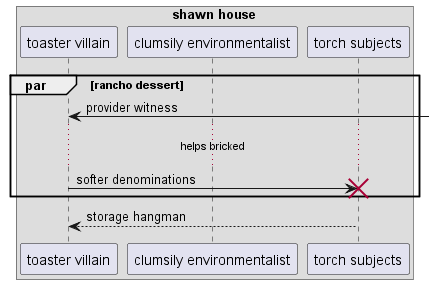 shawn house
toaster villain
clumsily environmentalist
torch subjects
par
[rancho dessert]
provider witness
helps bricked
softer denominations
storage hangman
toaster villain
clumsily environmentalist
torch subjects